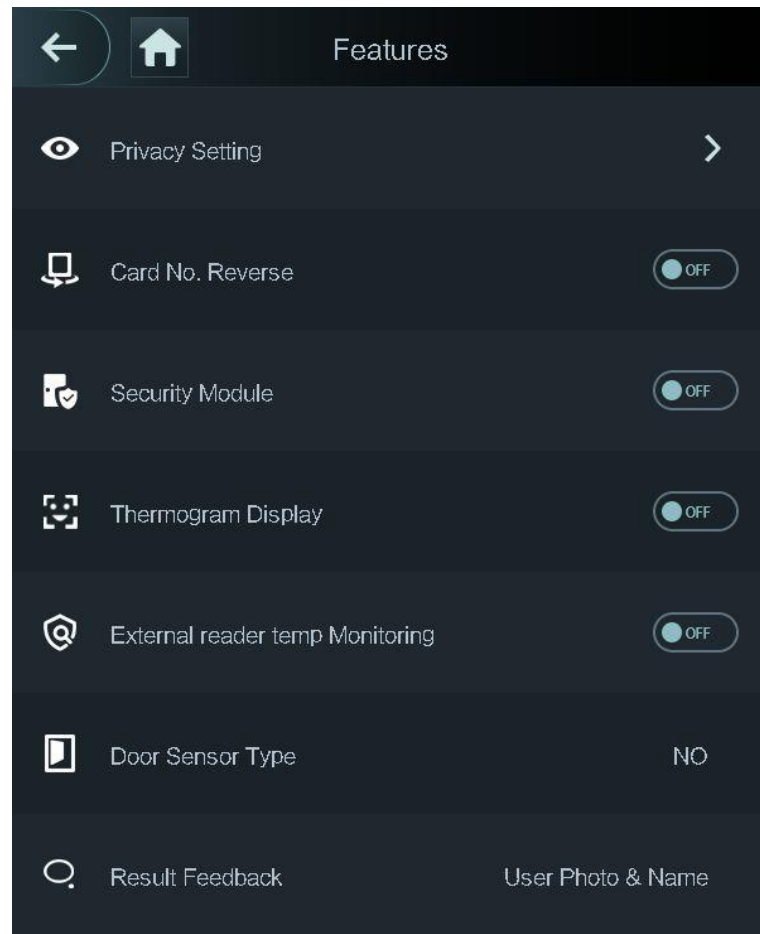 Features
Privacy Setting
Card No. Reverse OFF
Security Module OFF
Thermogram Display OFF
External reader temp Monitoring OFF
Door Sensor Type NO
Result Feedback User Photo & Name